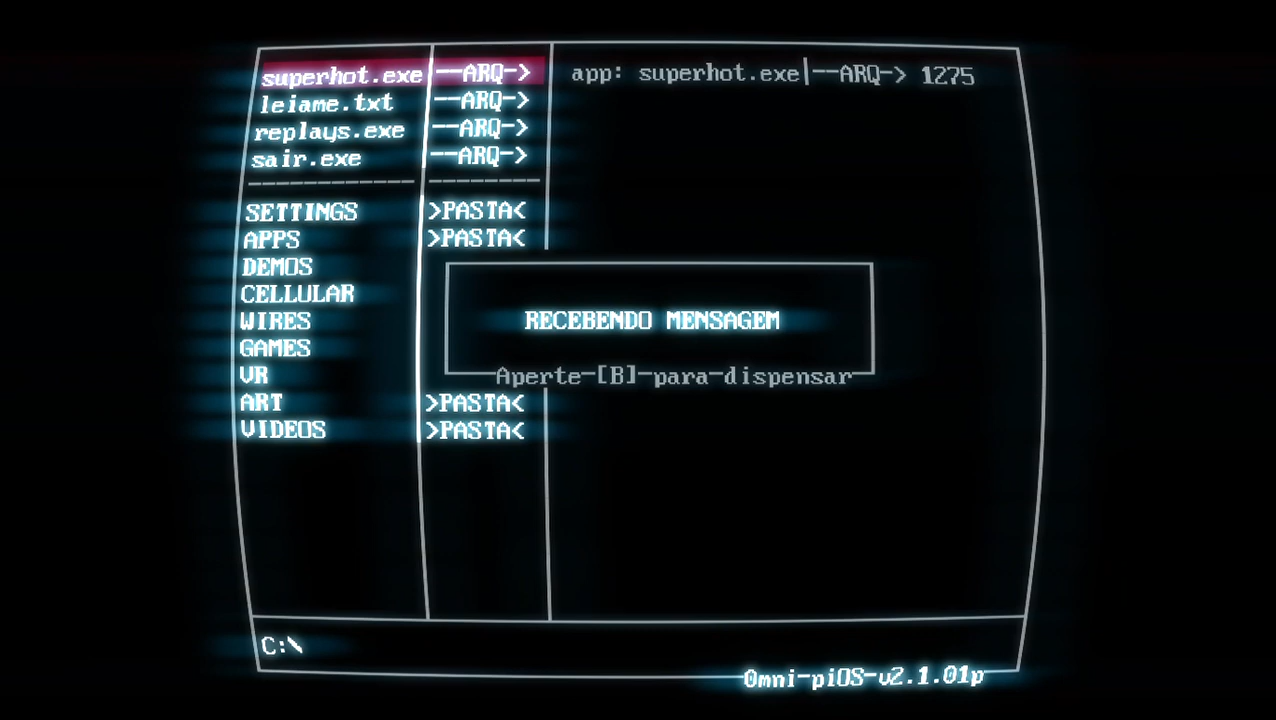 superhot.exe --ARQ-> app: superhot.exe|--ARQ-> 1275
leiame.txt --ARQ->
replays.exe --ARQ->
sair.exe --ARQ->
SETTINGS >PASTA<
APPS >PASTA<
DEMOS
CELLULAR
WIRES
GAMES
VR
ART >PASTA<
VIDEOS >PASTA<
RECEBENDO MENSAGEM
Aperte-[B]-para-dispensar
C:\
0mni-piOS-v2.1.01p